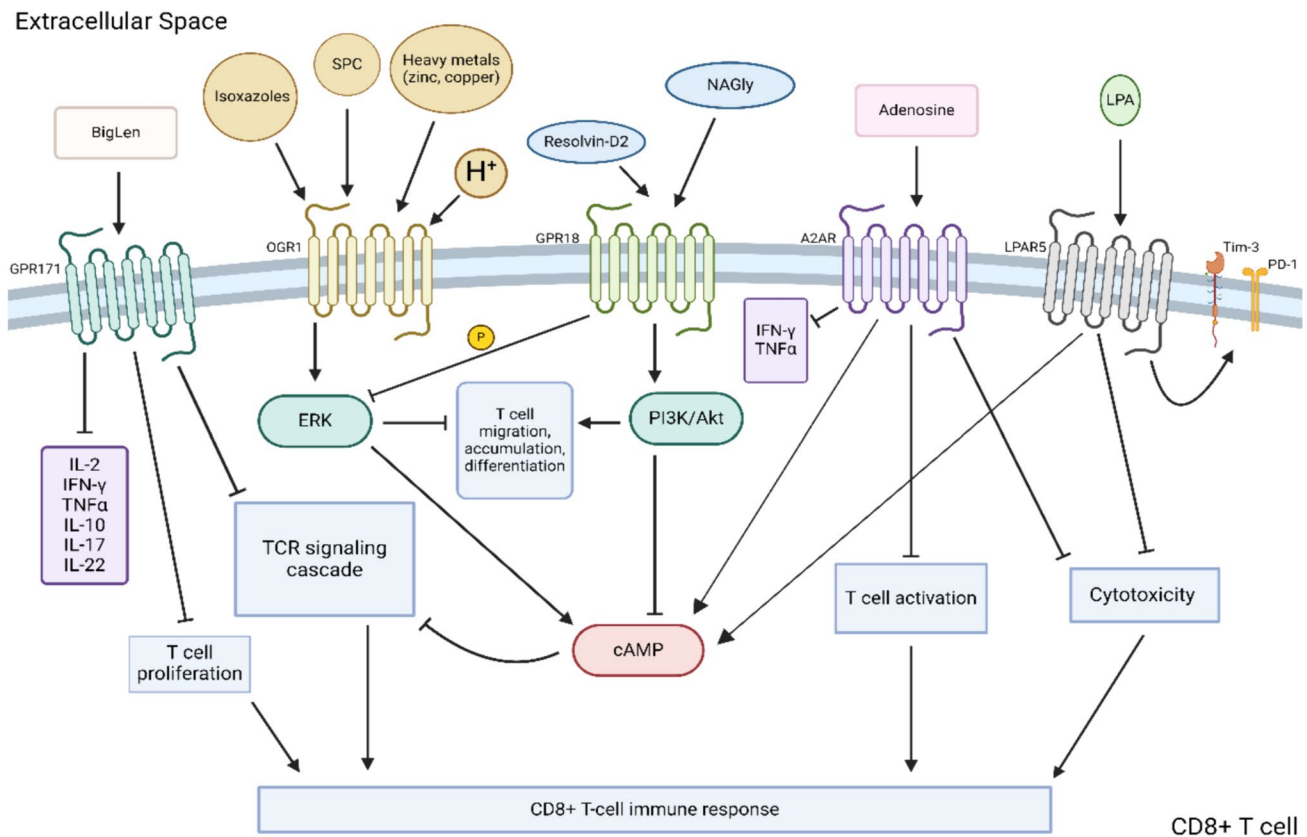 Extracellular Space
Isoxazoles
SPC
Heavy metals
(zinc, copper)
H⁺
BigLen
Resolvin-D2
NAGly
Adenosine
LPA
GPR171
OGR1
GPR18
A2AR
LPAR5
Tim-3
PD-1
P
IFN-γ
TNFα
ERK
T cell
migration,
accumulation,
differentiation
PI3K/Akt
IL-2
IFN-γ
TNFα
IL-10
IL-17
IL-22
TCR signaling
cascade
T cell
proliferation
cAMP
T cell activation
Cytotoxicity
CD8+ T-cell immune response
CD8+ T cell